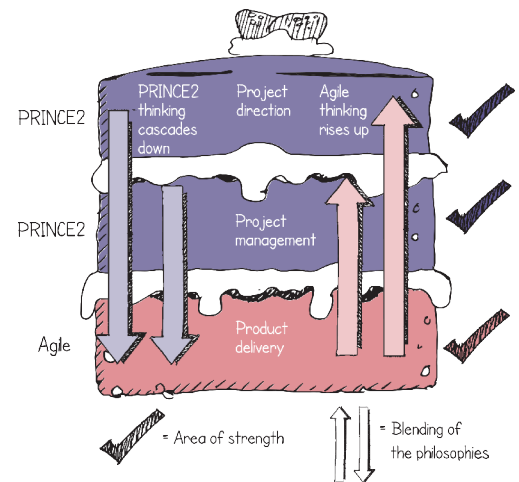 PRINCE2
thinking
cascades
down
Project
direction
Agile
thinking
rises up
PRINCE2
PRINCE2
Project
management
Agile
Product
delivery
= Area of strength
= Blending of
the philosophies